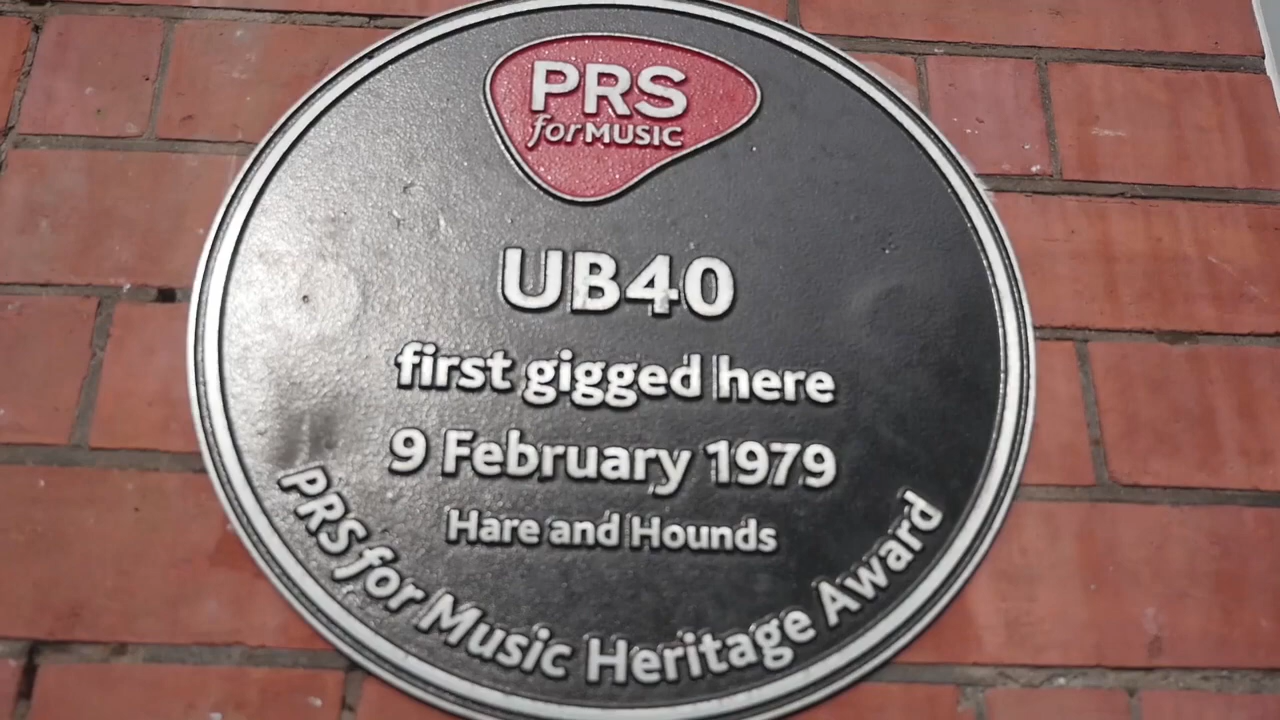 PRS
for MUSIC
UB40
first gigged here
9 February 1979
Hare and Hounds
PRS for Music Heritage Award